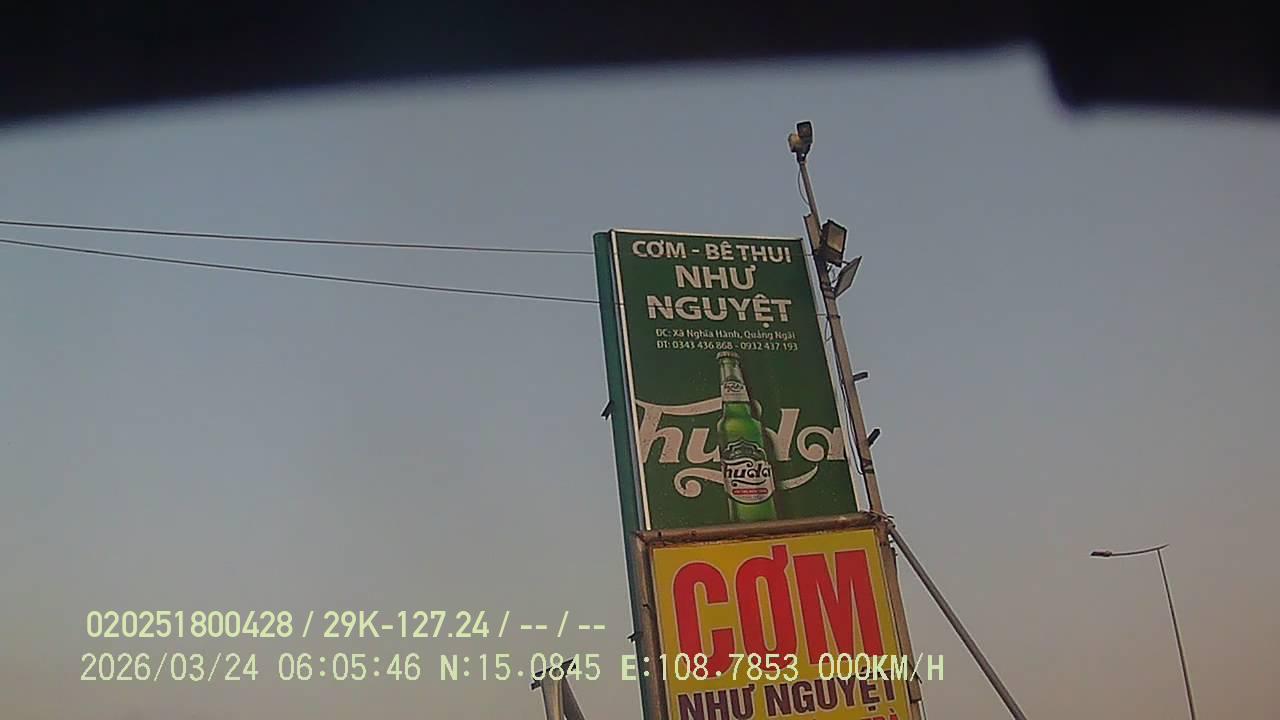 CƠM - BÊ THUI
NHƯ
NGUYỆT
ĐC: Xã Nghĩa Hành, Quảng Ngãi
ĐT: 0343 436 868 - 0932 437 193
huda
huda
CƠM
NHƯ NGUYỆT
020251800428 / 29K-127.24 / -- / --
2026/03/24 06:05:46 N:15.0845 E:108.7853 000KM/H